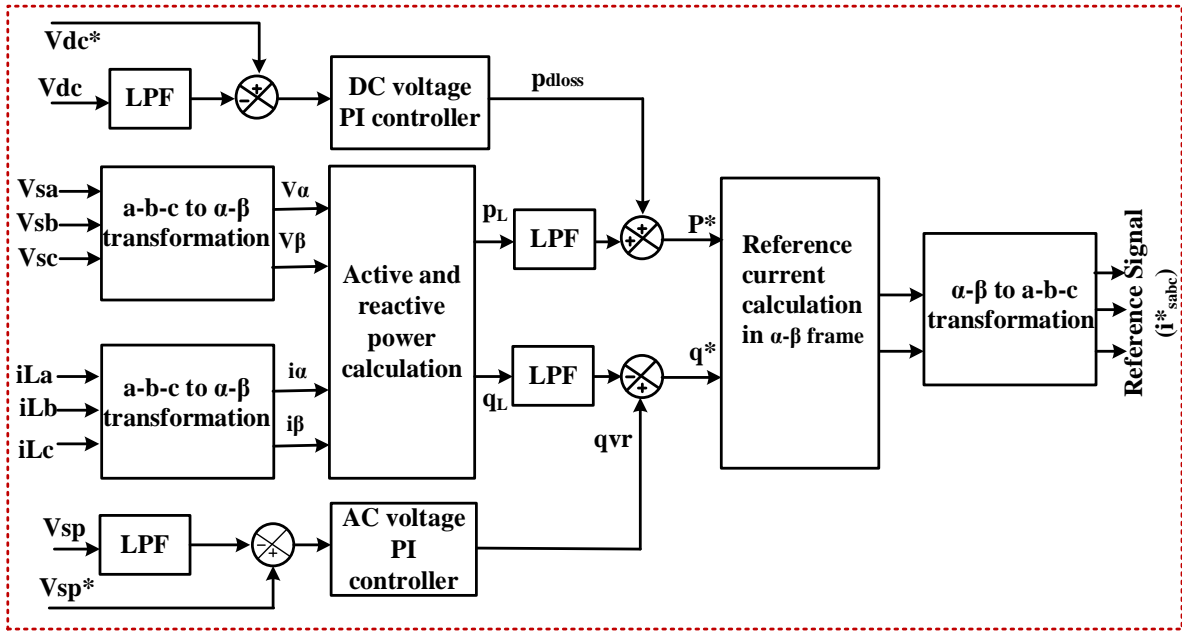 Vdc*
Vdc
LPF
+
−
DC voltage
PI controller
pdloss
Vsa
Vsb
Vsc
a-b-c to α-β
transformation
Vα
Vβ
Active and
reactive
power
calculation
pL
LPF
+
+
P*
Reference
current
calculation
in α-β frame
α-β to a-b-c
transformation
Reference Signal
(i*sabc)
iLa
iLb
iLc
a-b-c to α-β
transformation
iα
iβ
qL
LPF
−
+
q*
qvr
Vsp
LPF
−
+
Vsp*
AC voltage
PI
controller